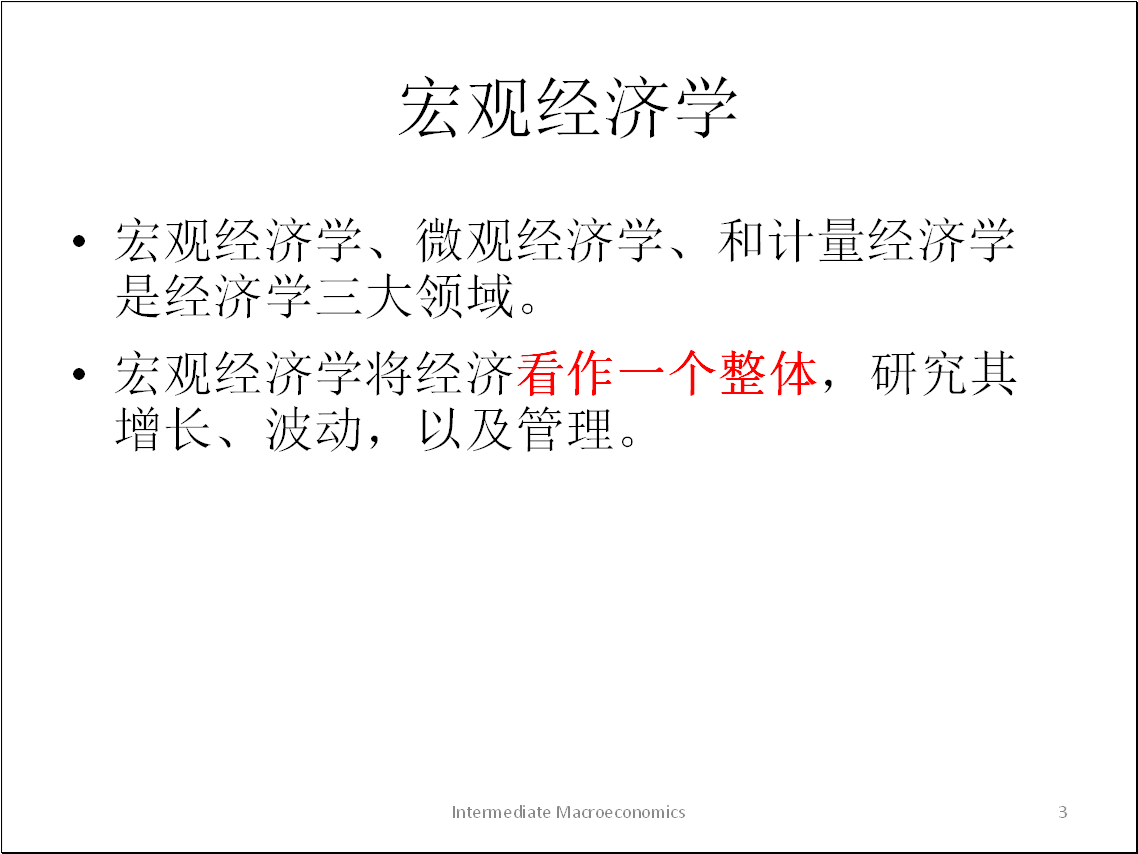 宏观经济学
• 宏观经济学、微观经济学、和计量经济学
是经济学三大领域。
• 宏观经济学将经济看作一个整体，研究其
增长、波动，以及管理。
Intermediate Macroeconomics
3